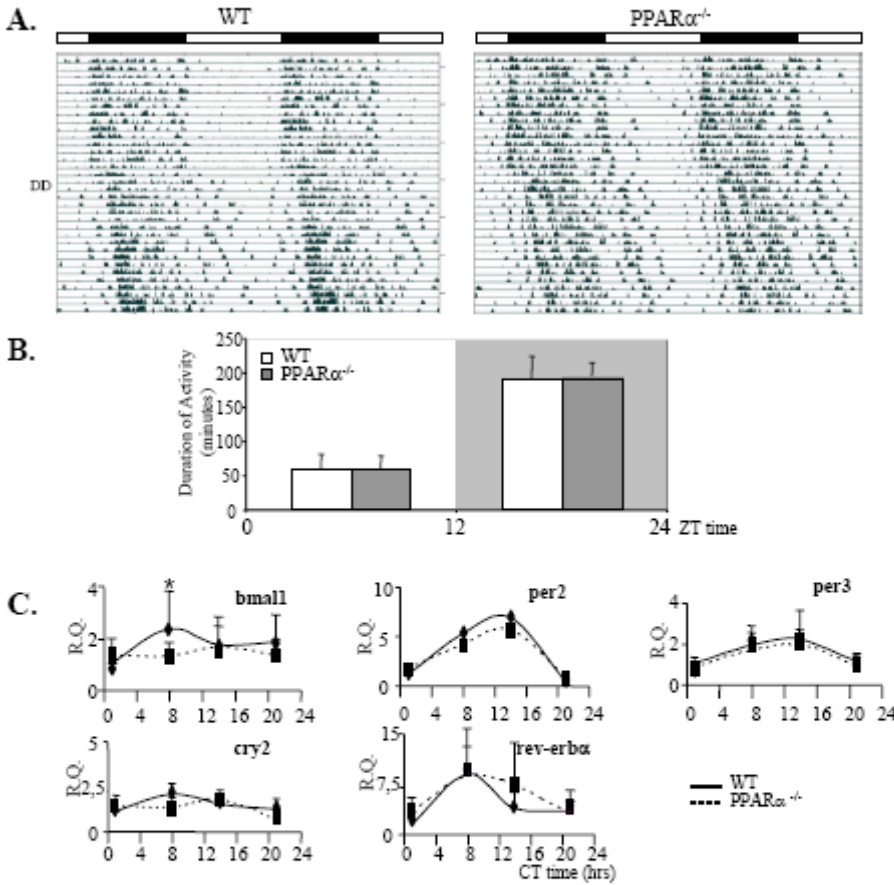 A.
WT
PPARα-/-
DD
B.
250
200
150
100
50
0
Duration of Activity
(minutes)
WT
PPARα-/-
0 12 24 ZT time
C.
bmal1
*
4
2
0
R.Q.
0 4 8 12 16 20 24
per2
10
5
0
R.Q.
0 4 8 12 16 20 24
per3
4
2
0
R.Q.
0 4 8 12 16 20 24
cry2
5
2,5
0
R.Q.
0 4 8 12 16 20 24
rev-erbα
15
7.5
0
R.Q.
0 4 8 12 16 20 24
CT time (hrs)
WT
PPARα -/-